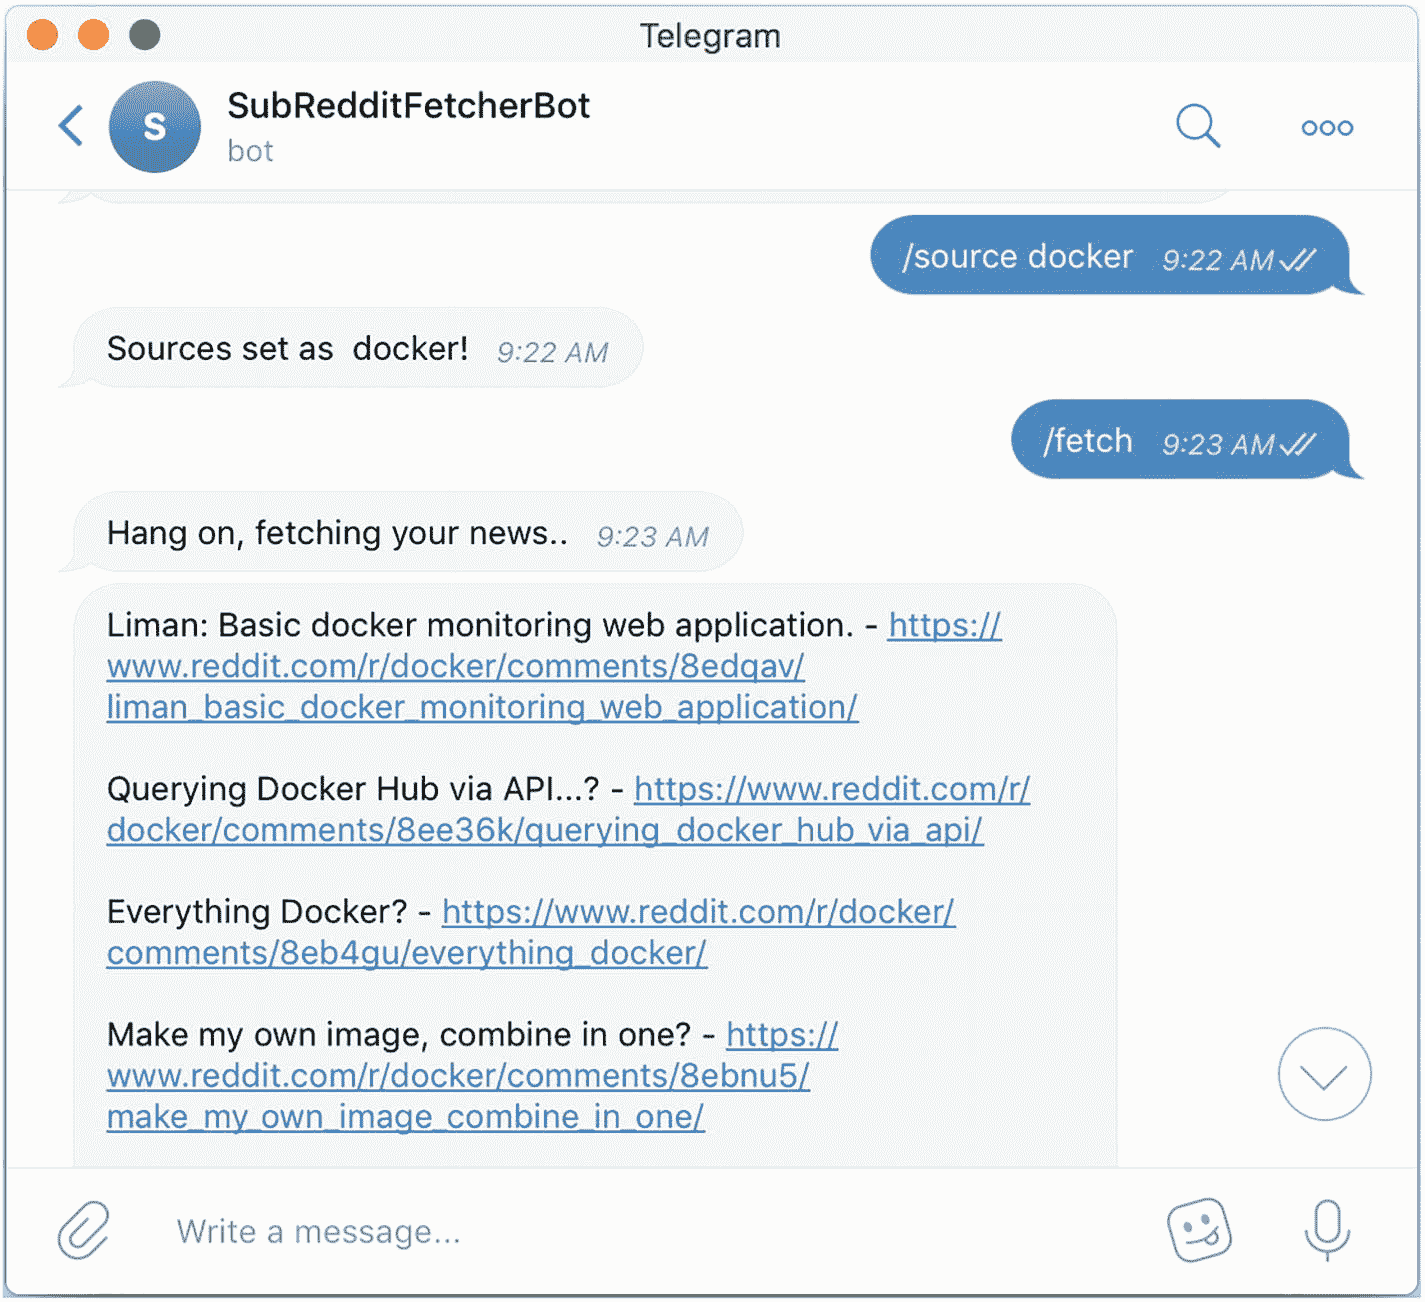 Telegram
S
SubRedditFetcherBot
bot
/source docker 9:22 AM
Sources set as docker! 9:22 AM
/fetch 9:23 AM
Hang on, fetching your news.. 9:23 AM
Liman: Basic docker monitoring web application. - https://
www.reddit.com/r/docker/comments/8edqav/
liman_basic_docker_monitoring_web_application/
Querying Docker Hub via API...? - https://www.reddit.com/r/
docker/comments/8ee36k/querying_docker_hub_via_api/
Everything Docker? - https://www.reddit.com/r/docker/
comments/8eb4gu/everything_docker/
Make my own image, combine in one? - https://
www.reddit.com/r/docker/comments/8ebnu5/
make_my_own_image_combine_in_one/
Write a message...